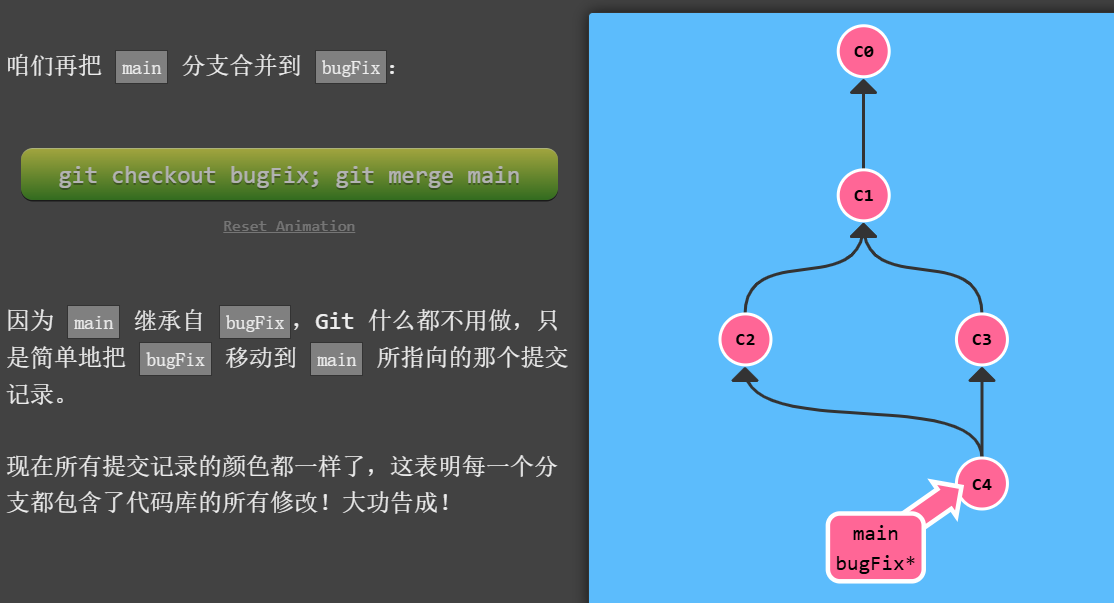 咱们再把 main 分支合并到 bugFix：
git checkout bugFix; git merge main
Reset Animation
因为 main 继承自 bugFix，Git 什么都不用做，只
是简单地把 bugFix 移动到 main 所指向的那个提交
记录。
现在所有提交记录的颜色都一样了，这表明每一个分
支都包含了代码库的所有修改！大功告成！
C0
C1
C2
C3
C4
main
bugFix*